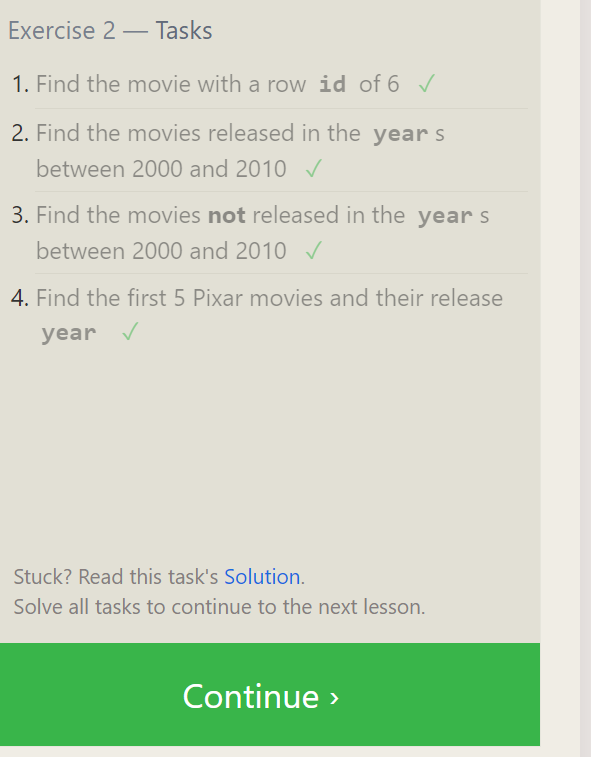 Exercise 2 — Tasks
1. Find the movie with a row id of 6 ✓
2. Find the movies released in the year s
between 2000 and 2010 ✓
3. Find the movies not released in the year s
between 2000 and 2010 ✓
4. Find the first 5 Pixar movies and their release
year ✓
Stuck? Read this task's Solution.
Solve all tasks to continue to the next lesson.
Continue ›